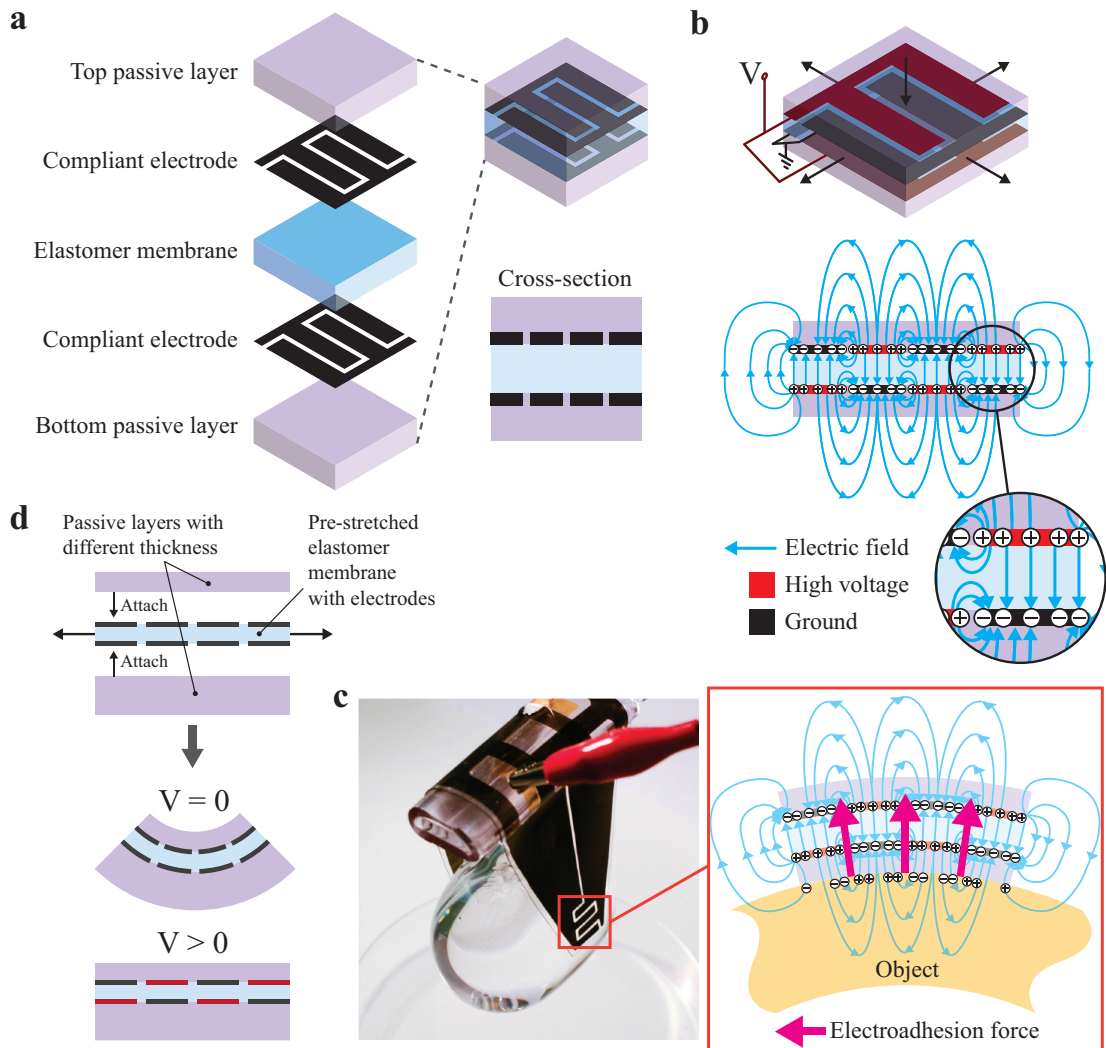 a
Top passive layer
Compliant electrode
Elastomer membrane
Compliant electrode
Bottom passive layer
Cross-section
b
V
Electric field
High voltage
Ground
d
Passive layers with
different thickness
Pre-stretched
elastomer
membrane
with electrodes
Attach
Attach
V = 0
V > 0
c
Object
Electroadhesion force